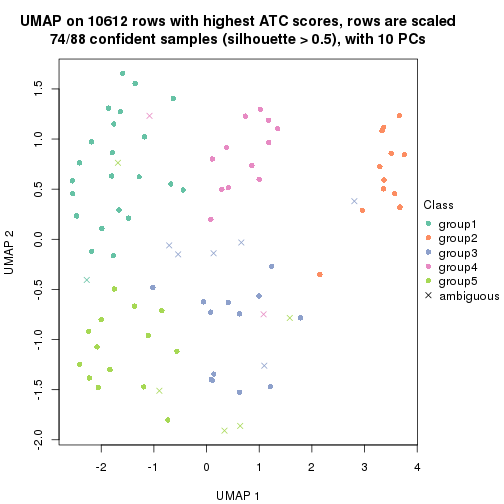 UMAP on 10612 rows with highest ATC scores, rows are scaled
74/88 confident samples (silhouette > 0.5), with 10 PCs
UMAP 2
1.5
1.0
0.5
0.0
-0.5
-1.0
-1.5
-2.0
-2 -1 0 1 2 3 4
UMAP 1
Class
group1
group2
group3
group4
group5
ambiguous